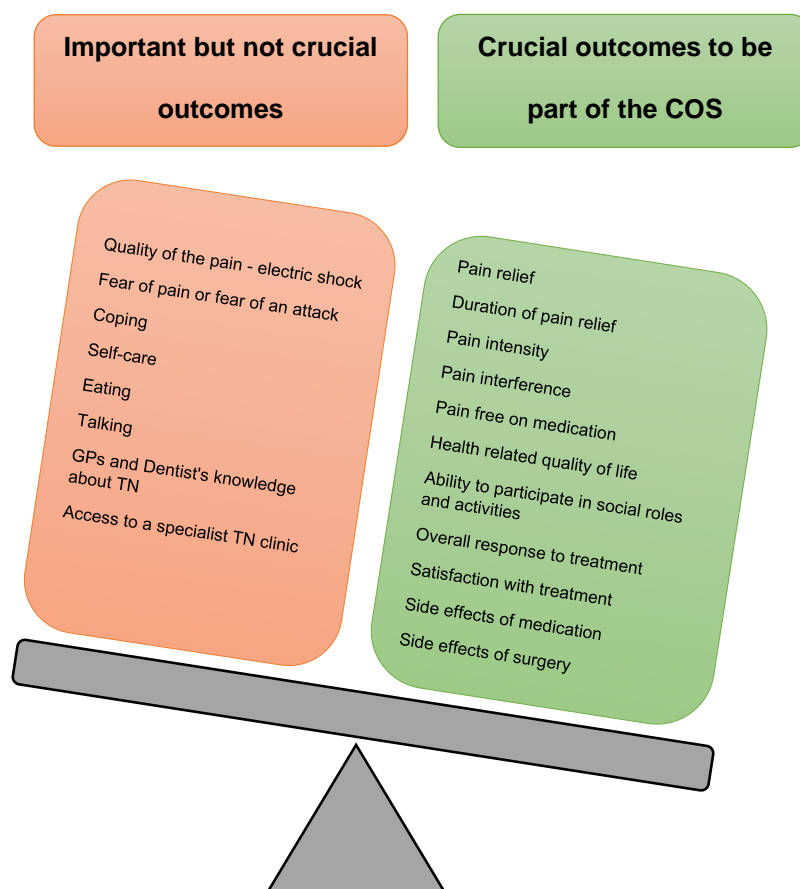 Important but not crucial
outcomes
Crucial outcomes to be
part of the COS
Quality of the pain - electric shock
Fear of pain or fear of an attack
Coping
Self-care
Eating
Talking
GPs and Dentist's knowledge
about TN
Access to a specialist TN clinic
Pain relief
Duration of pain relief
Pain intensity
Pain interference
Pain free on medication
Health related quality of life
Ability to participate in social roles
and activities
Overall response to treatment
Satisfaction with treatment
Side effects of medication
Side effects of surgery